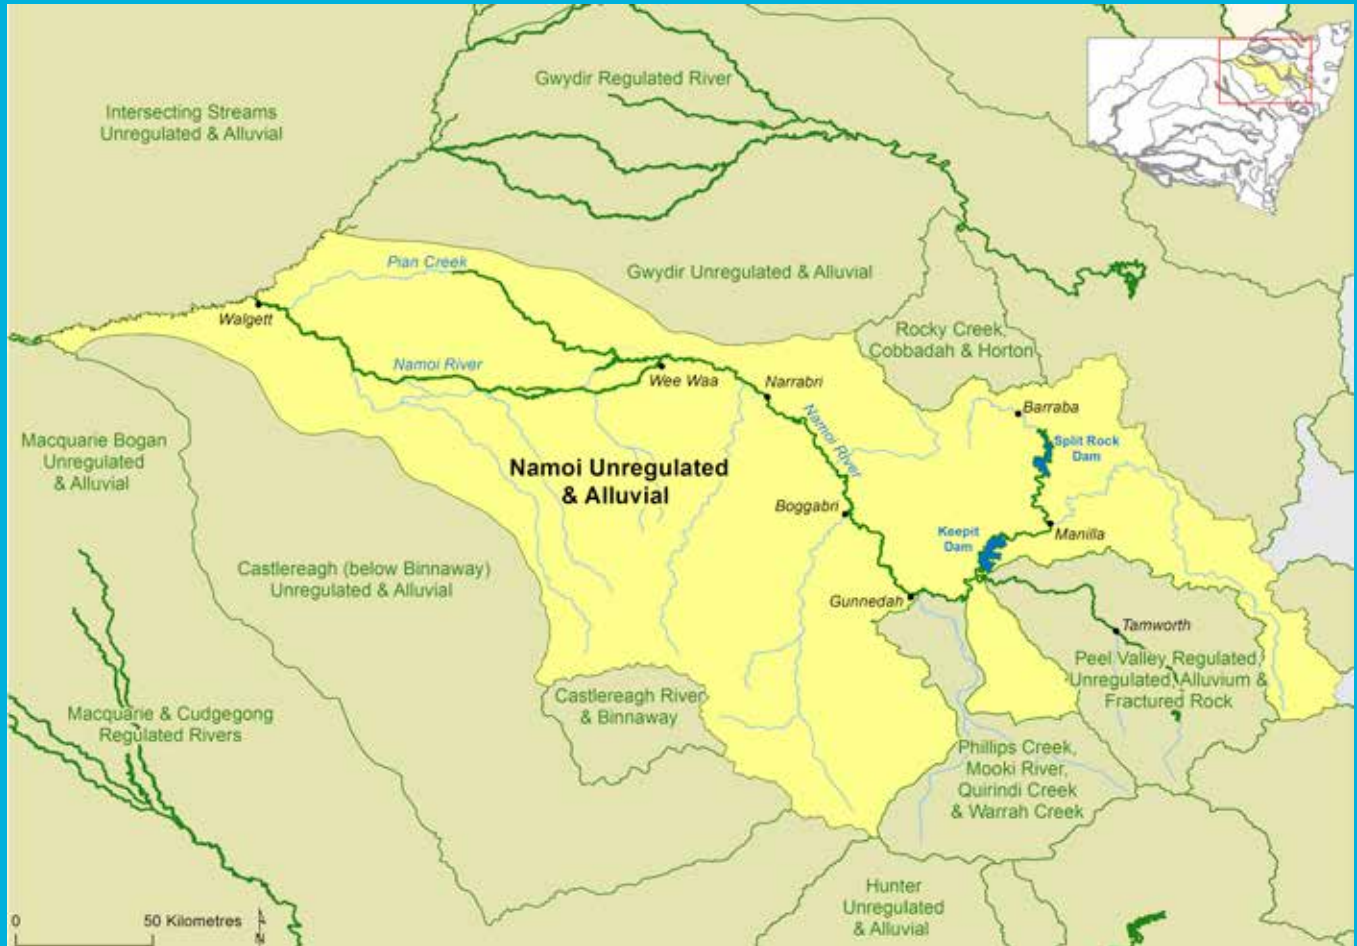 Gwydir Regulated River
Intersecting Streams
Unregulated & Alluvial
Pian Creek
Gwydir Unregulated & Alluvial
Walgett
Rocky Creek,
Cobbadah & Horton
Namoi River
Wee Waa
Narrabri
Barraba
Namoi River
Macquarie Bogan
Unregulated
& Alluvial
Split Rock
Dam
Namoi Unregulated
& Alluvial
Boggabri
Keepit
Dam
Manilla
Castlereagh (below Binnaway)
Unregulated & Alluvial
Gunnedah
Tamworth
Peel Valley Regulated,
Unregulated, Alluvium &
Fractured Rock
Castlereagh River
& Binnaway
Macquarie & Cudgegong
Regulated Rivers
Phillips Creek,
Mooki River,
Quirindi Creek
& Warrah Creek
Hunter
Unregulated
& Alluvial
0 50 Kilometres
N